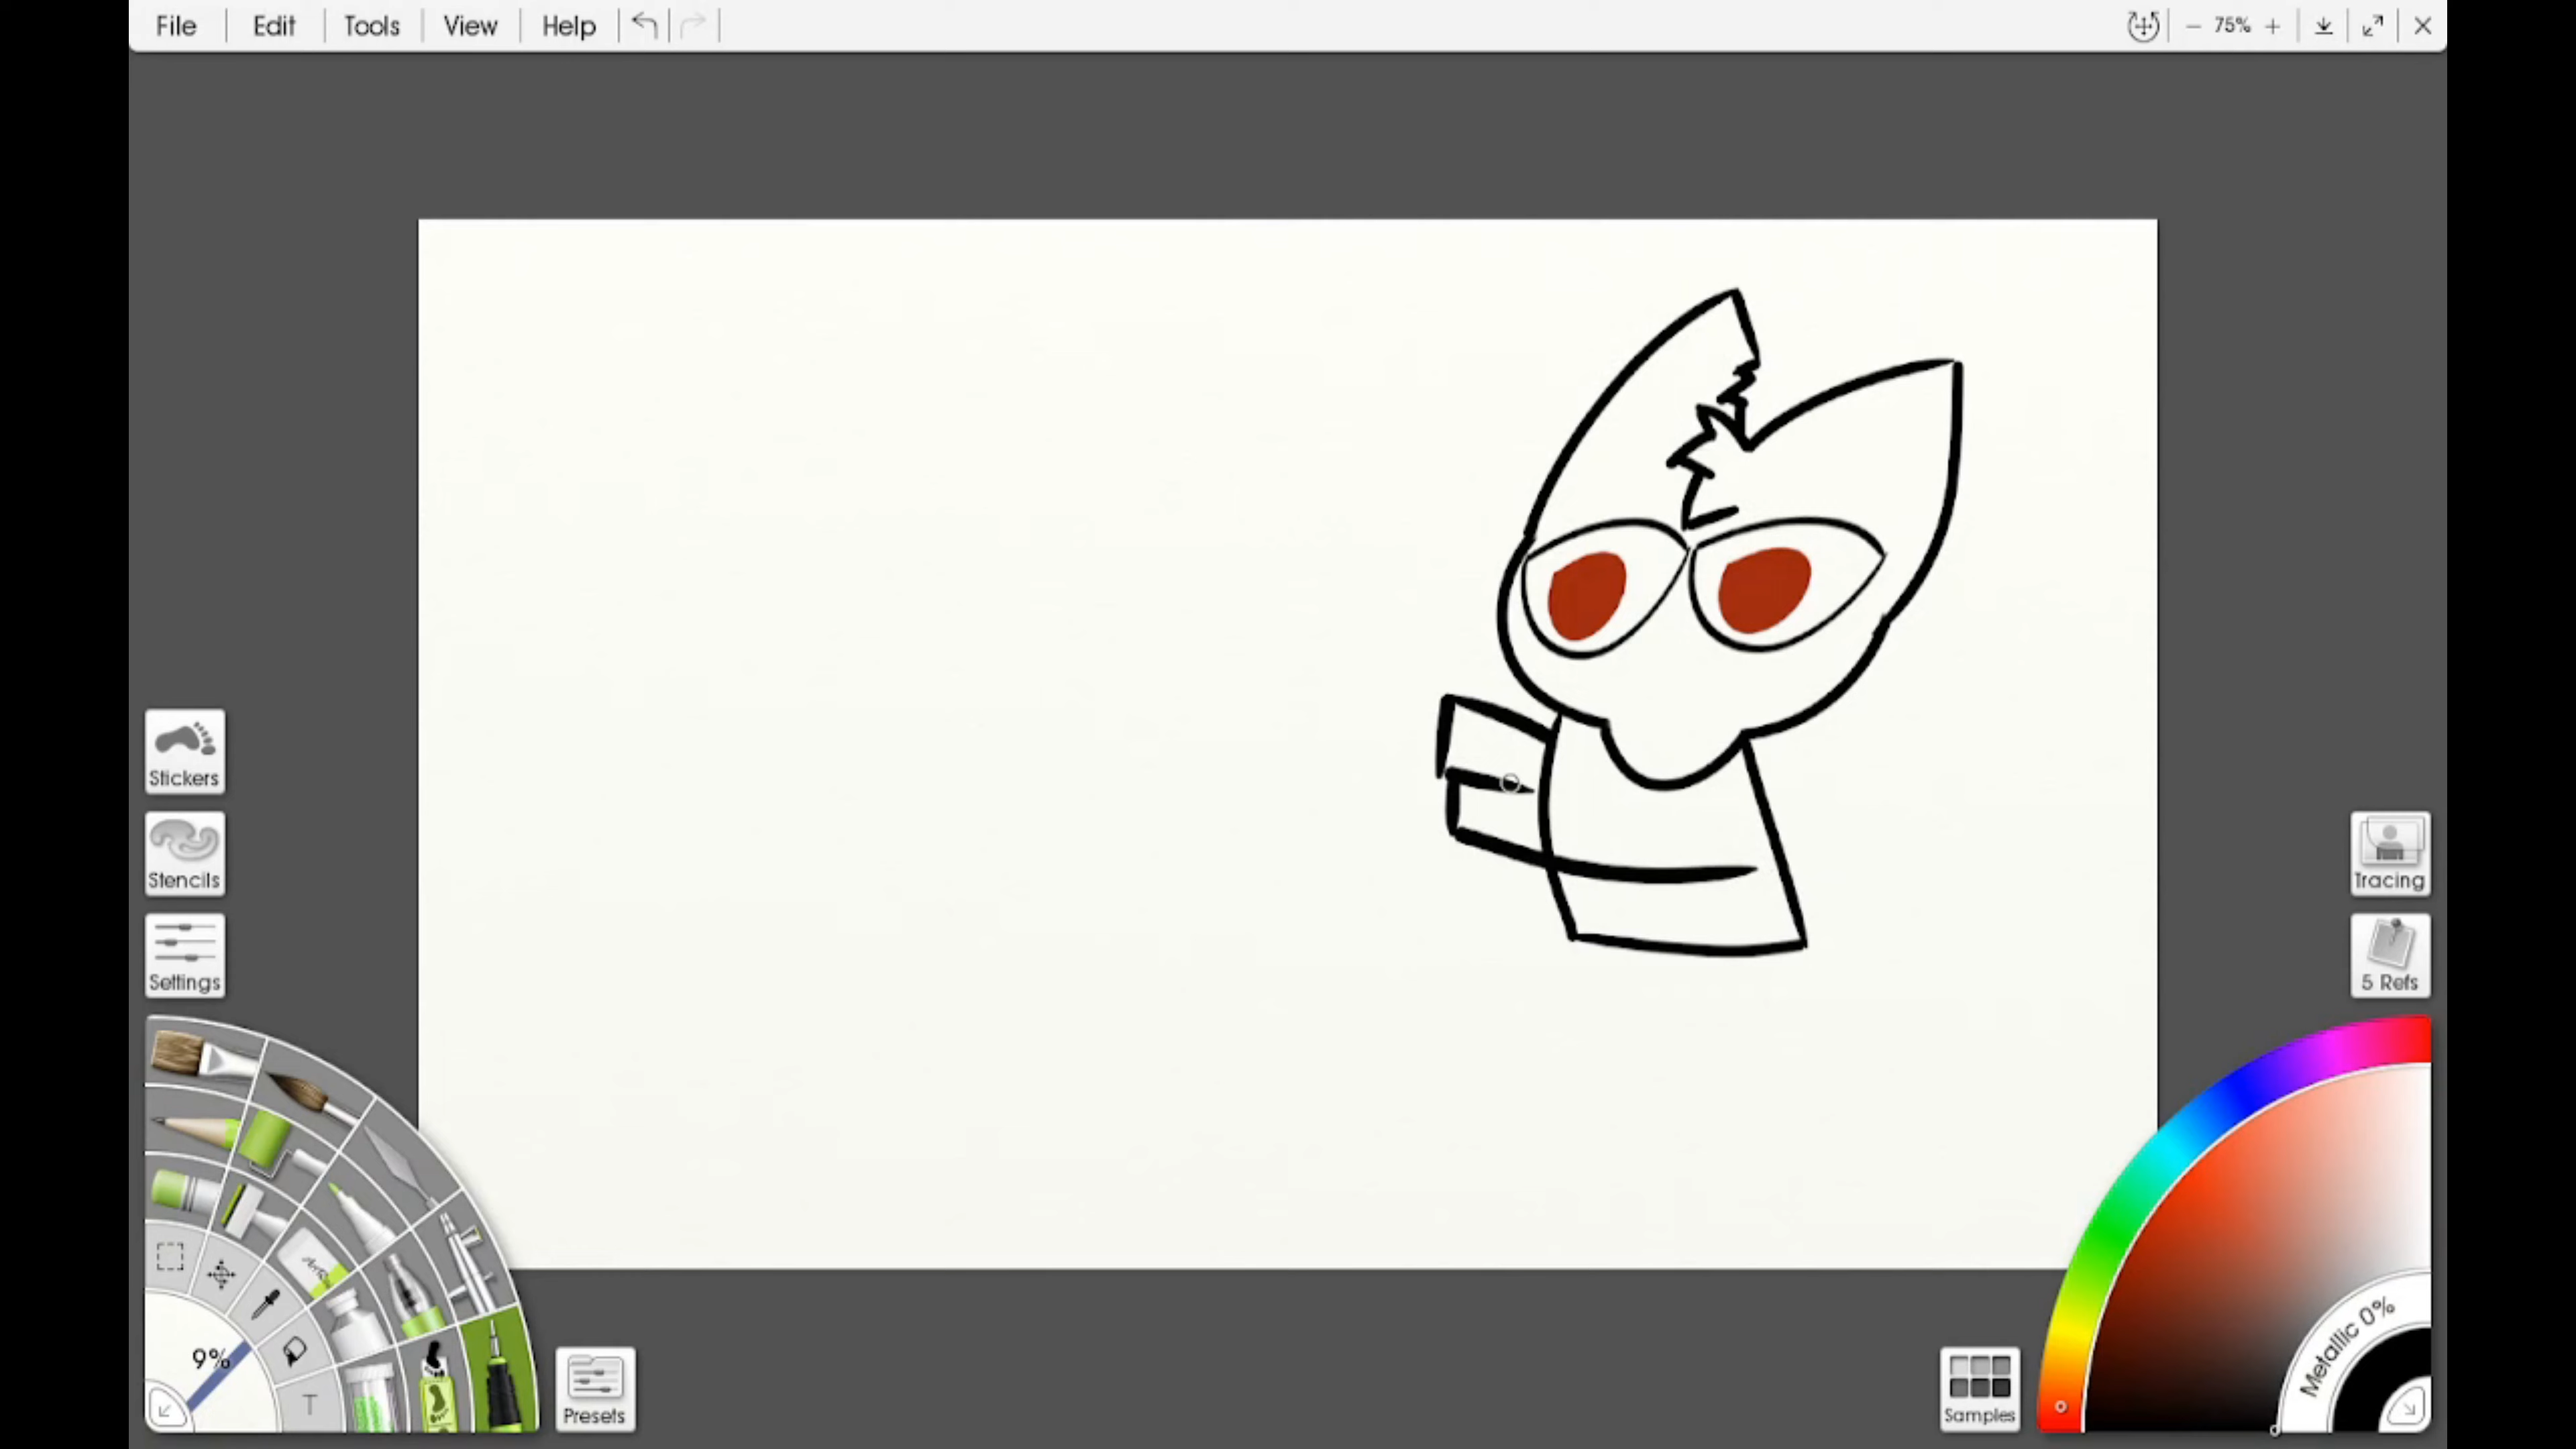 File Edit Tools View Help 75%
Stickers
Stencils
Settings
Tracing
5 Refs
9%
T
Presets
Samples
Metallic 0%